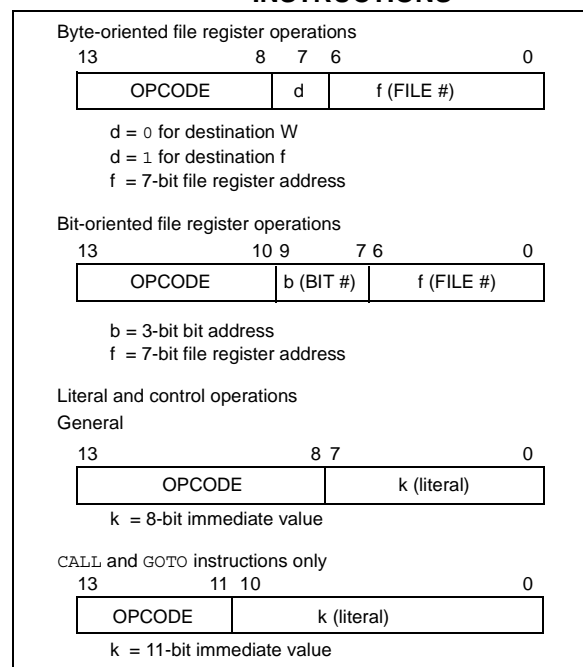 INSTRUCTIONS
Byte-oriented file register operations
13 8 7 6 0
OPCODE d f (FILE #)
d = 0 for destination W
d = 1 for destination f
f = 7-bit file register address
Bit-oriented file register operations
13 10 9 7 6 0
OPCODE b (BIT #) f (FILE #)
b = 3-bit bit address
f = 7-bit file register address
Literal and control operations
General
13 8 7 0
OPCODE k (literal)
k = 8-bit immediate value
CALL and GOTO instructions only
13 11 10 0
OPCODE k (literal)
k = 11-bit immediate value